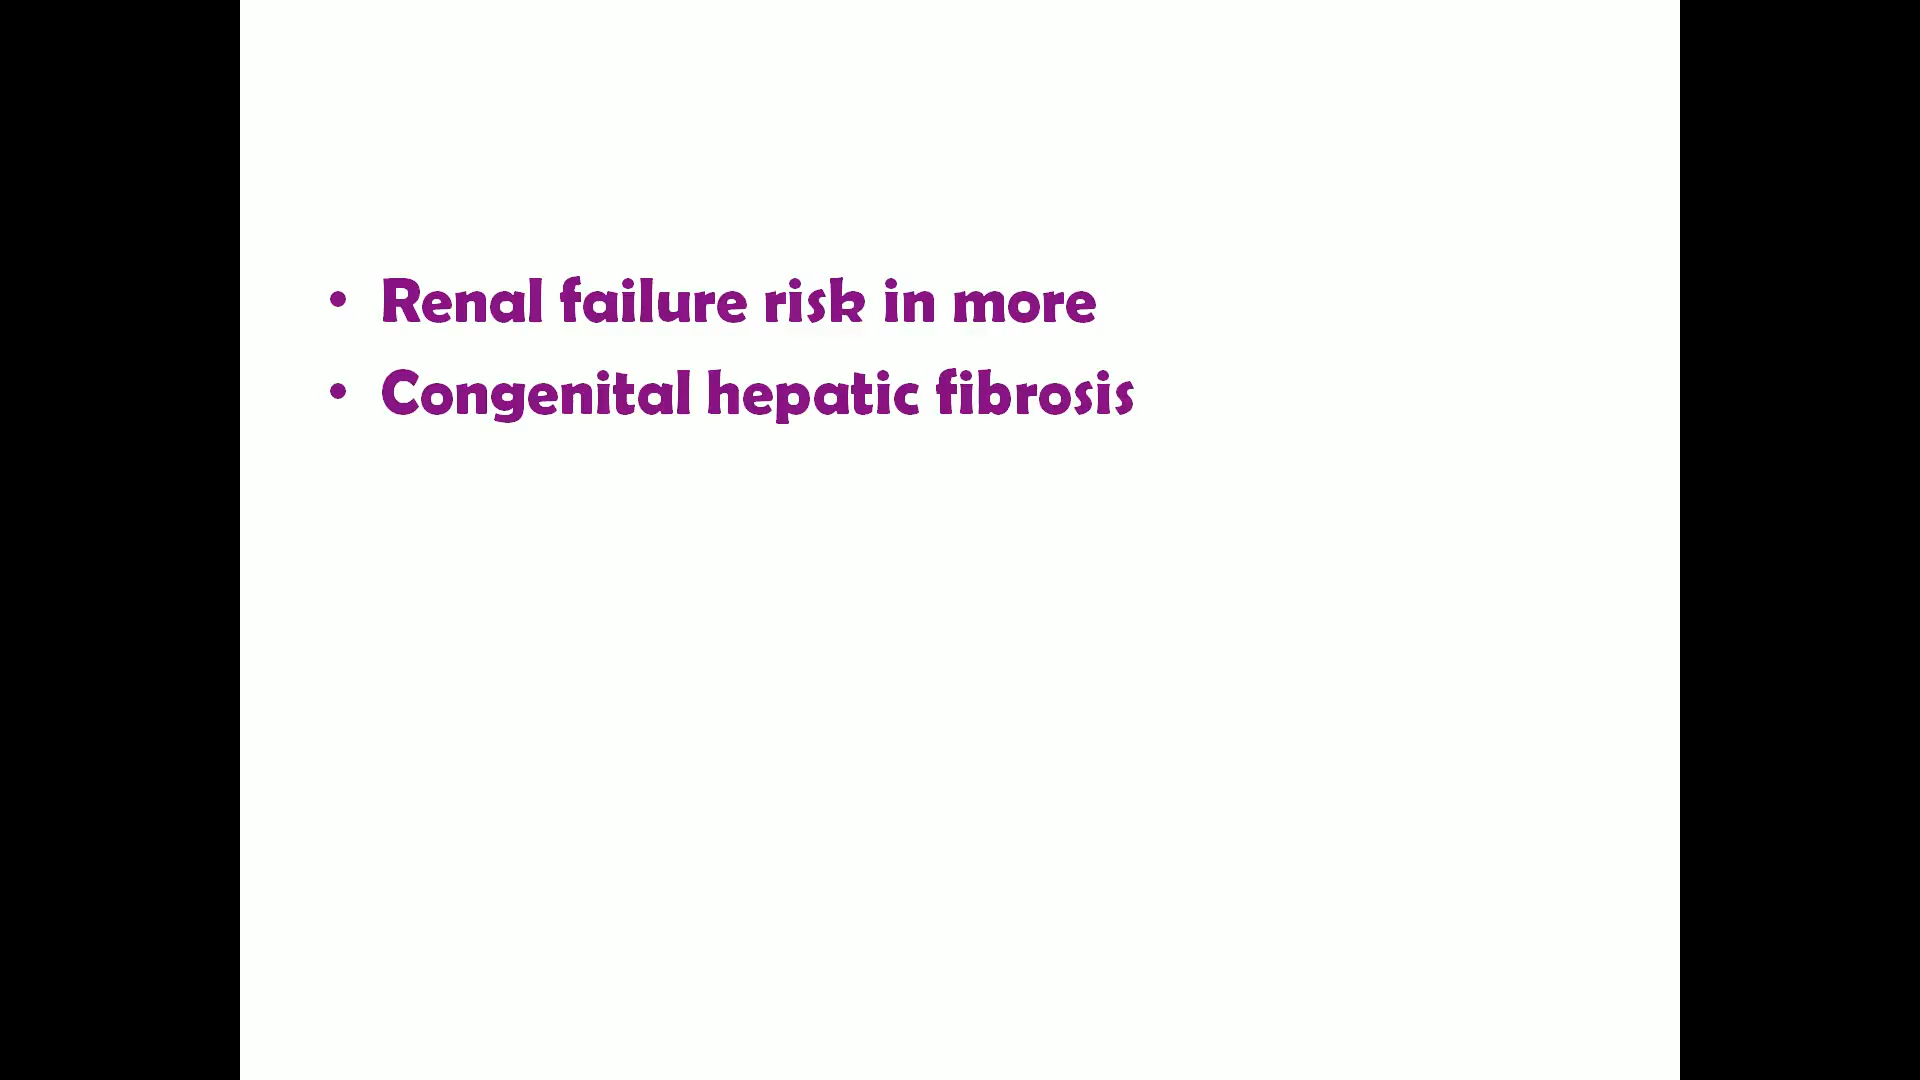 • Renal failure risk in more
• Congenital hepatic fibrosis